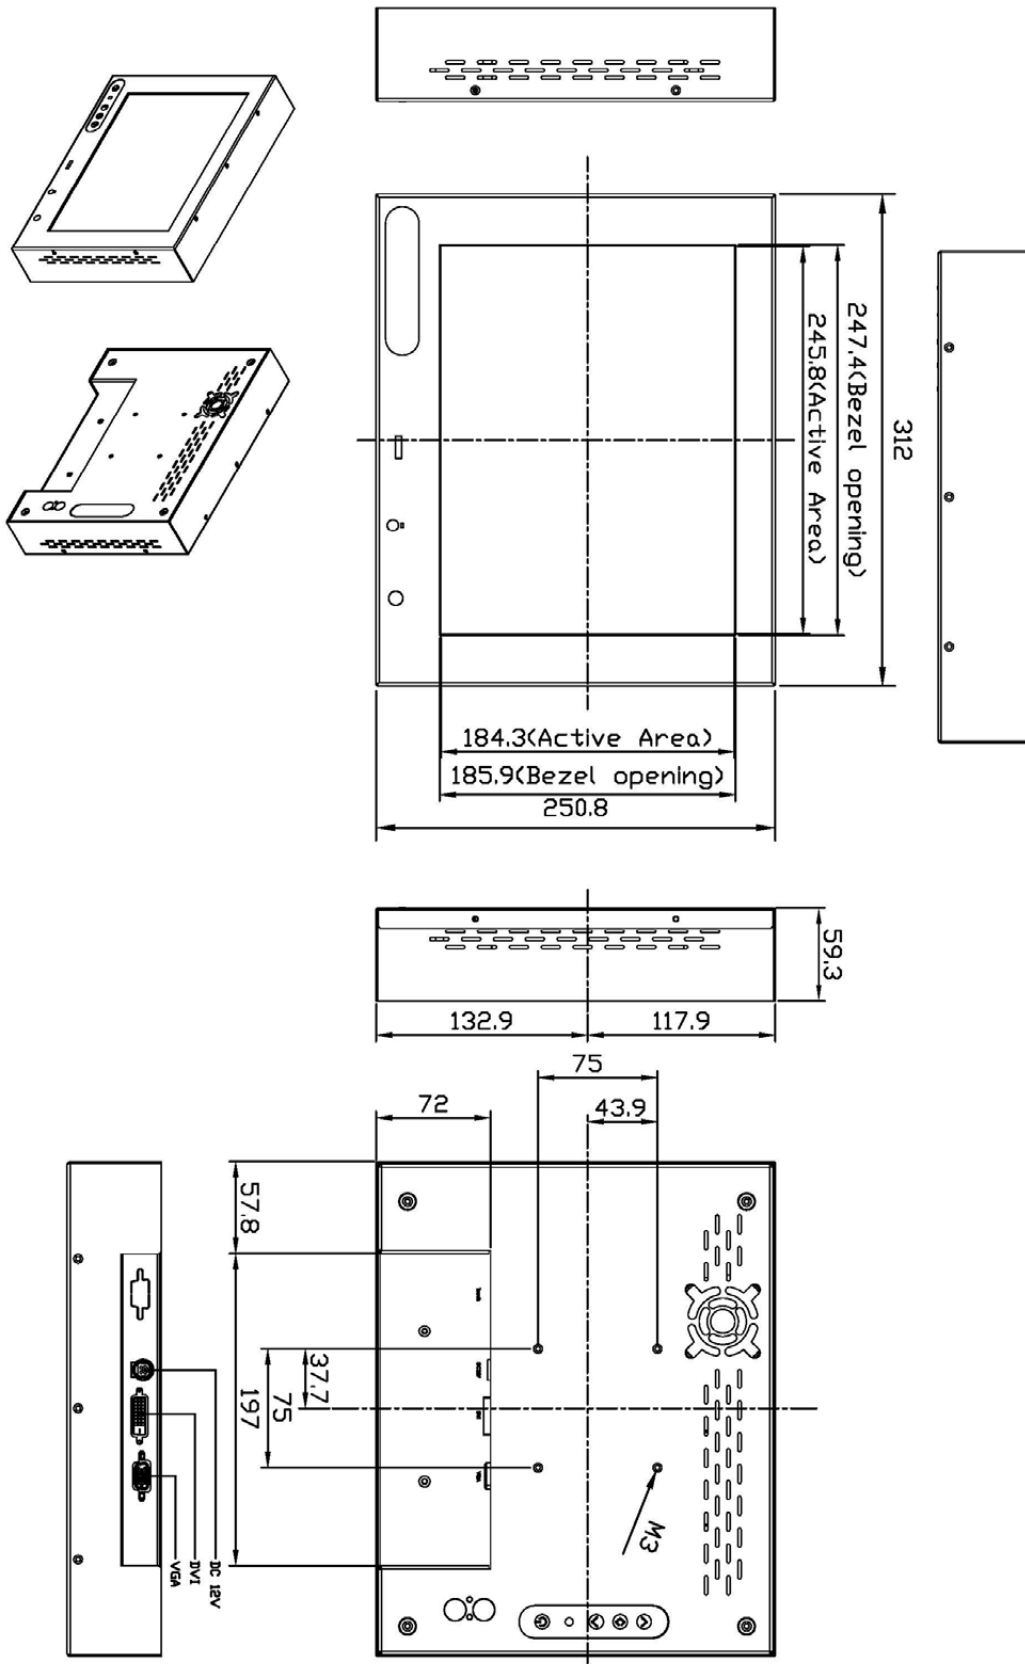 247.4(Bezel opening)
245.8(Active Area)
312
184.3(Active Area)
185.9(Bezel opening)
250.8
59.3
132.9
117.9
75
43.9
72
57.8
37.7
75
197
M3
DC 12V
DVI
VGA
VGA